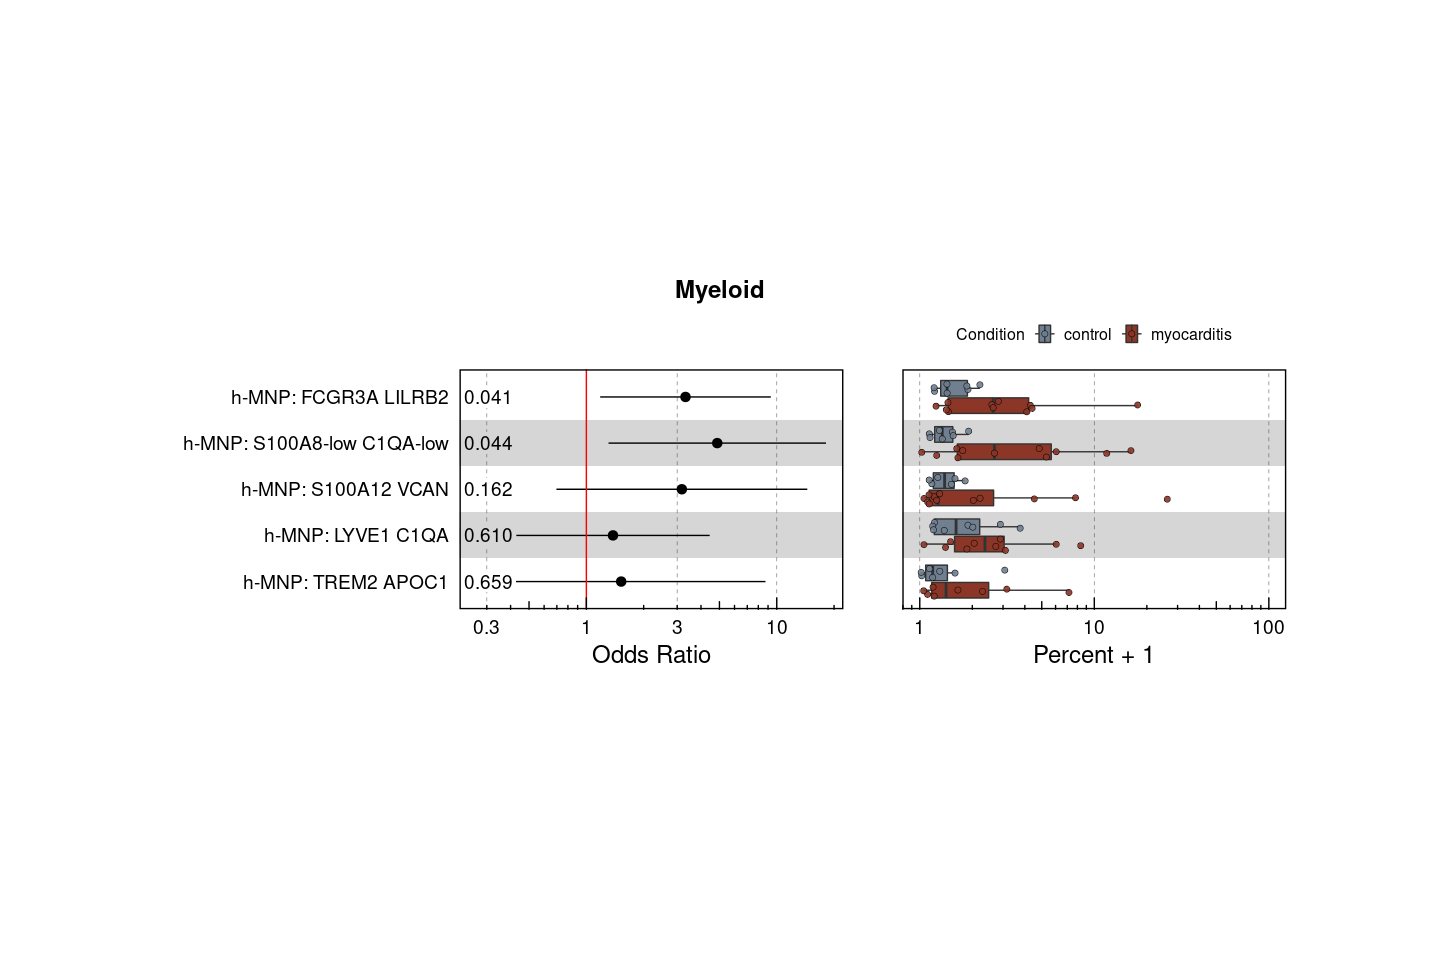 Myeloid
Condition control myocarditis
h-MNP: FCGR3A LILRB2 0.041
h-MNP: S100A8-low C1QA-low 0.044
h-MNP: S100A12 VCAN 0.162
h-MNP: LYVE1 C1QA 0.610
h-MNP: TREM2 APOC1 0.659
0.3 1 3 10
Odds Ratio
1 10 100
Percent + 1